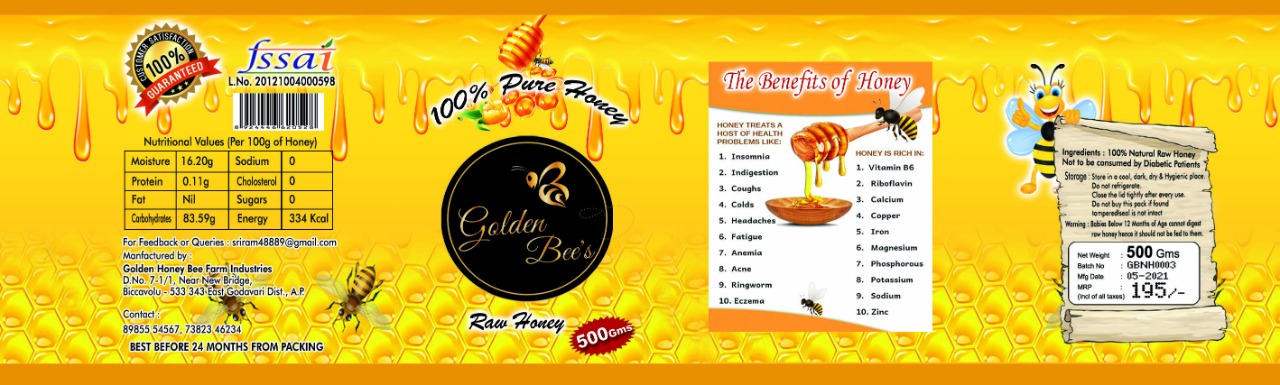 CUSTOMER SATISFACTION
100%
GUARANTEED
fssai
L.No. 20121004000598
Nutritional Values (Per 100g of Honey)
Moisture 16.20g Sodium 0
Protein 0.11g Cholosterol 0
Fat Nil Sugars 0
Carbohydrates 83.59g Energy 334 Kcal
For Feedback or Queries : sriram48889@gmail.com
Manfactured by :
Golden Honey Bee Farm Industries
D.No. 7-1/1, Near New Bridge,
Biccavolu - 533 343 East Godavari Dist., A.P.
Contact :
89855 54567, 73823 46234
BEST BEFORE 24 MONTHS FROM PACKING
100% Pure Honey
Golden
Bee's
Raw Honey
500Gms
The Benefits of Honey
HONEY TREATS A
HOST OF HEALTH
PROBLEMS LIKE:
1. Insomnia
2. Indigestion
3. Coughs
4. Colds
5. Headaches
6. Fatigue
7. Anemia
8. Acne
9. Ringworm
10. Eczema
HONEY IS RICH IN:
1. Vitamin B6
2. Riboflavin
3. Calcium
4. Copper
5. Iron
6. Magnesium
7. Phosphorous
8. Potassium
9. Sodium
10. Zinc
Ingredients : 100% Natural Raw Honey
Not to be consumed by Diabetic Patients
Storage : Store in a cool, dark, dry & Hygienic place.
Do not refrigerate.
Close the lid tightly after every use.
Do not buy this pack if found
tamperedseal is not intact
Warning : Babies Below 12 Months of Age cannot digest
raw honey hence it should not be fed to them.
Net Weight : 500 Gms
Batch No : GBNH0003
Mfg Date : 05-2021
MRP : 195/-
(incl of all taxes)